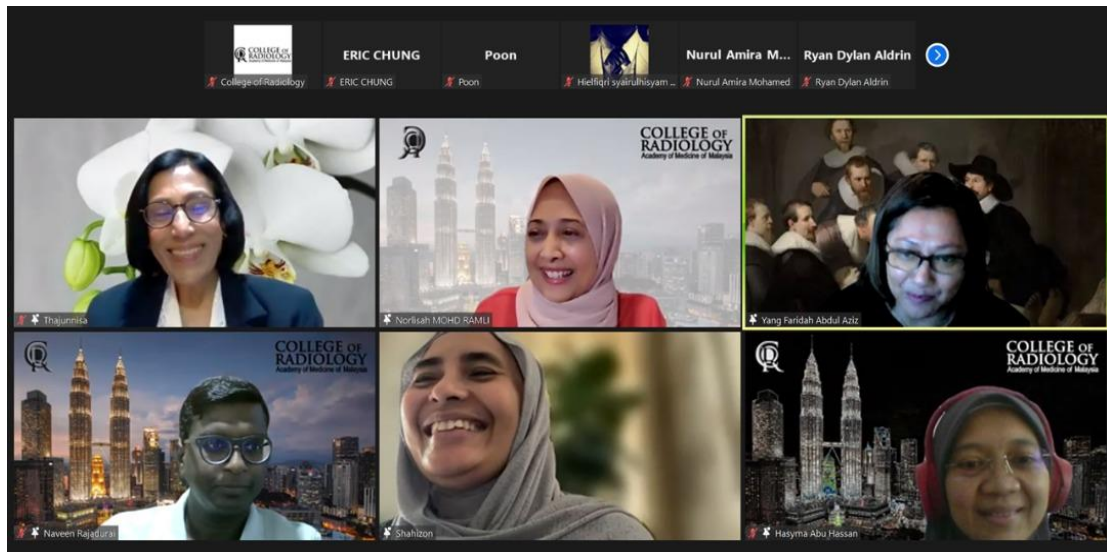 COLLEGE OF
RADIOLOGY
ERIC CHUNG
Poon
Nurul Amira M...
Ryan Dylan Aldrin
College of Radiology
ERIC CHUNG
Poon
Hielfiqri syairulhisyam ...
Nurul Amira Mohamed
Ryan Dylan Aldrin
COLLEGE OF
RADIOLOGY
Academy of Medicine of Malaysia
Thajunnisa
Norlisah MOHD RAMLI
Yang Faridah Abdul Aziz
COLLEGE OF
RADIOLOGY
Academy of Medicine of Malaysia
COLLEGE OF
RADIOLOGY
Academy of Medicine of Malaysia
Naveen Rajadurai
Shahizon
Hasyma Abu Hassan